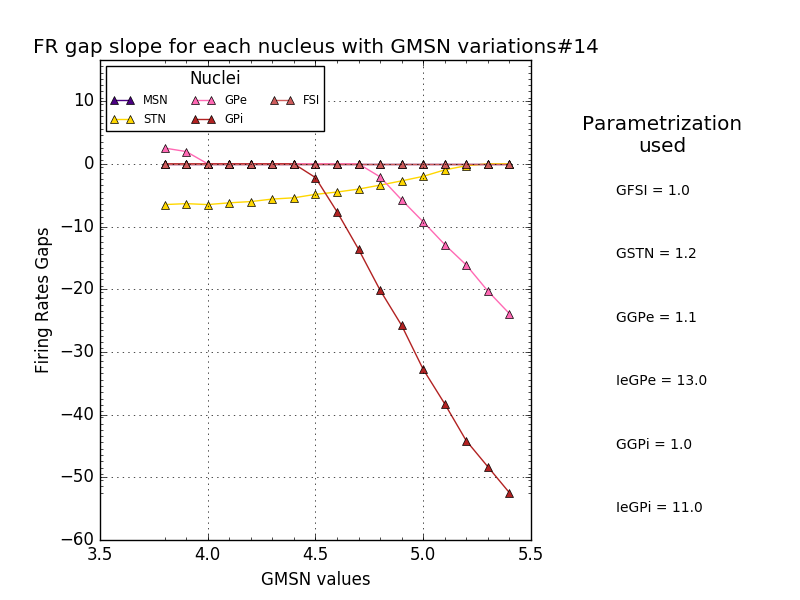 FR gap slope for each nucleus with GMSN variations#14
Nuclei
MSN GPe FSI
STN GPi
10
0
−10
−20
−30
−40
−50
−60
Firing Rates Gaps
3.5 4.0 4.5 5.0 5.5
GMSN values
Parametrization
used
GFSI = 1.0
GSTN = 1.2
GGPe = 1.1
IeGPe = 13.0
GGPi = 1.0
IeGPi = 11.0